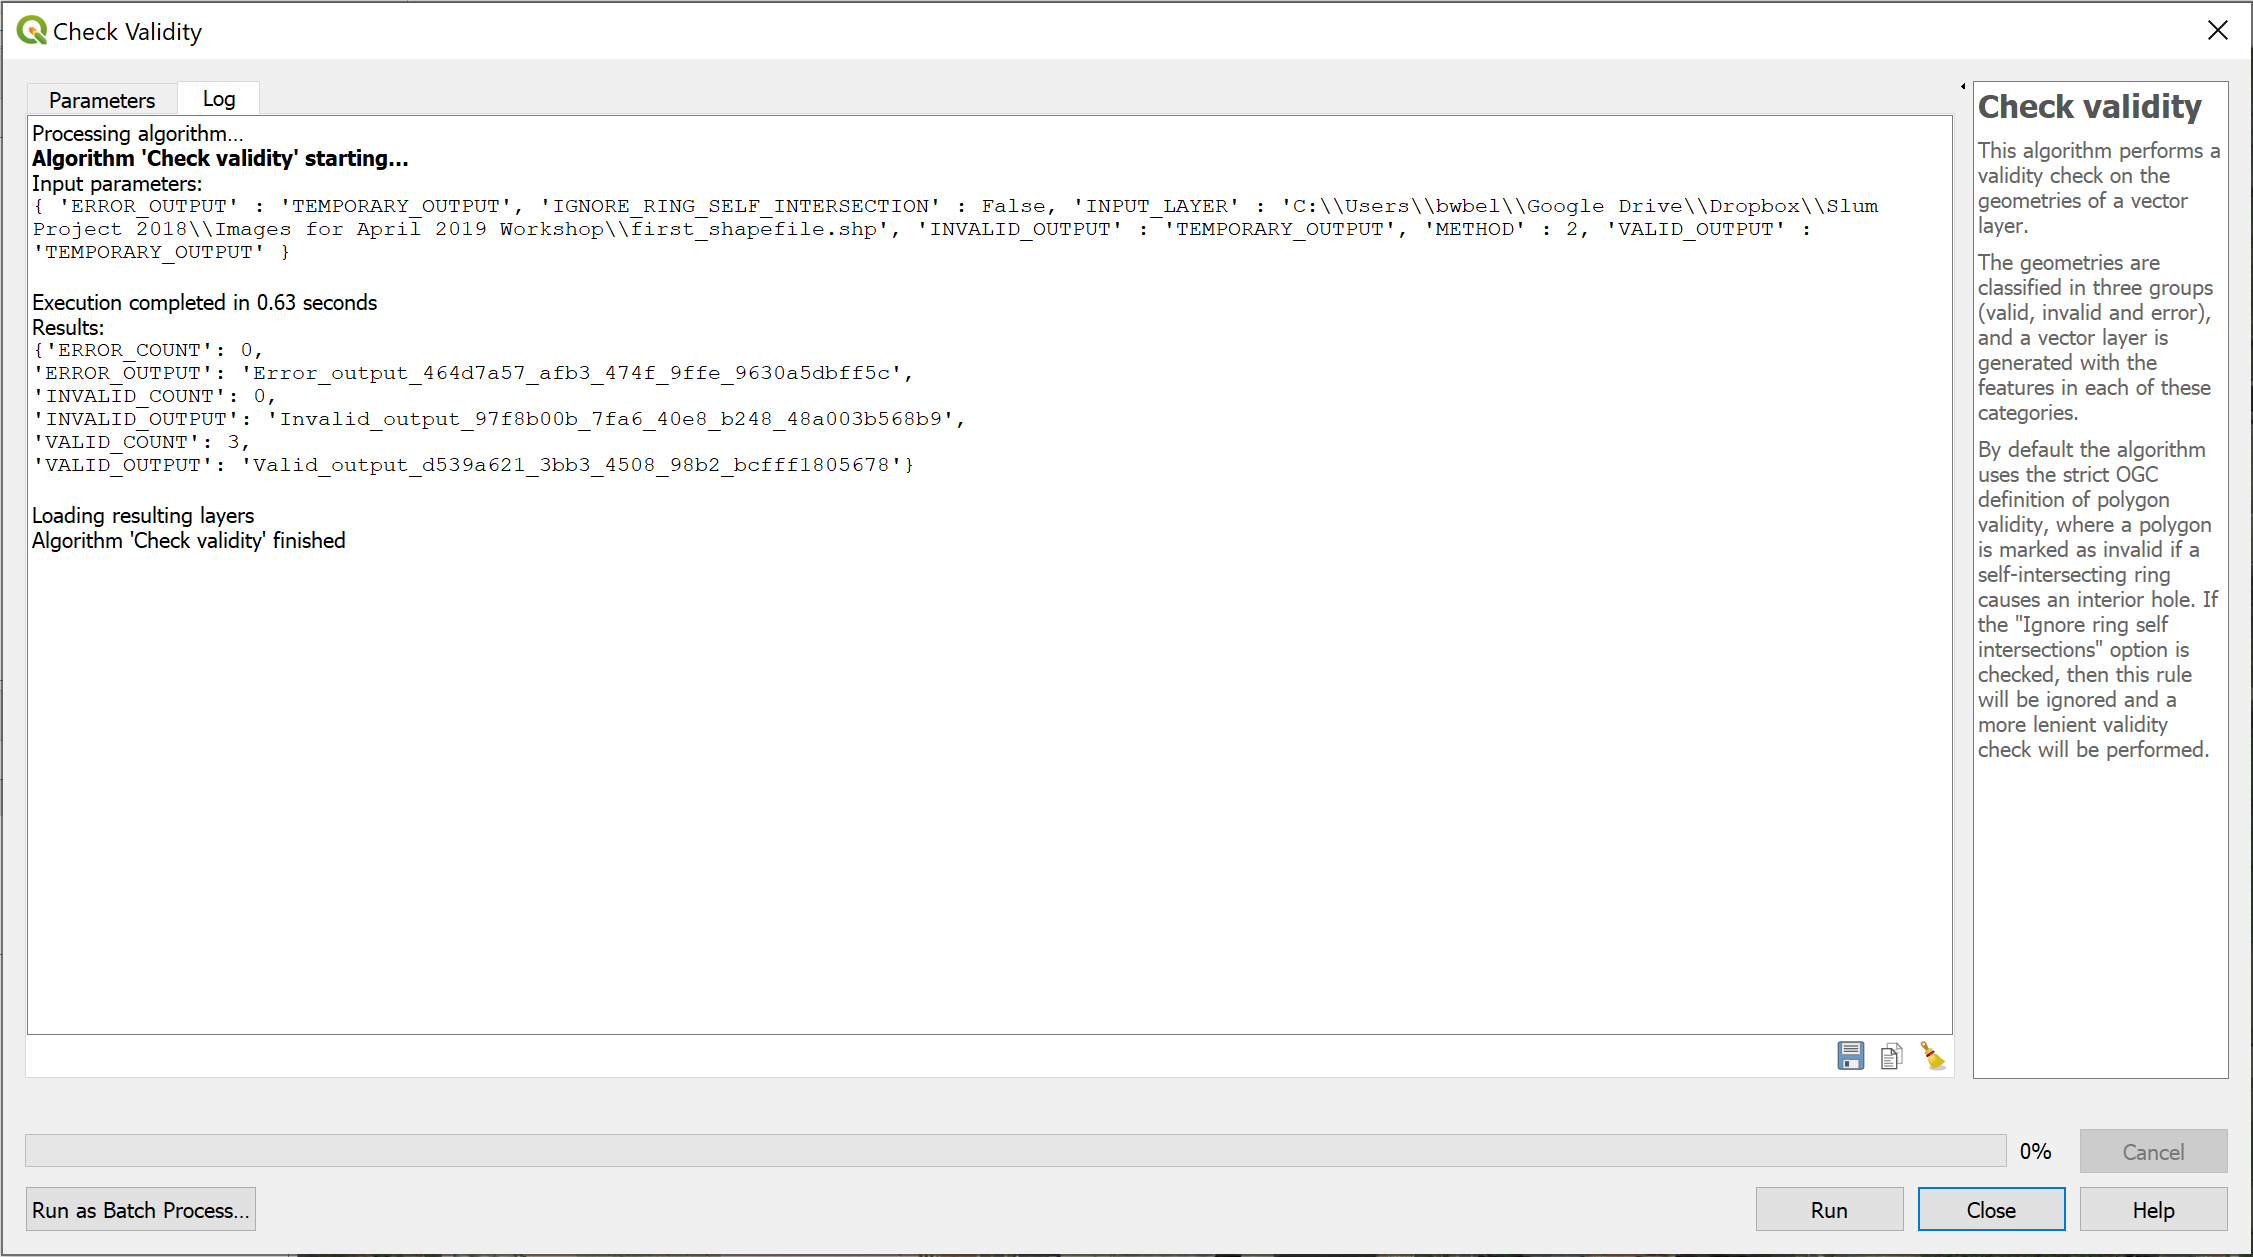 Check Validity
Parameters
Log
Processing algorithm…
Algorithm 'Check validity' starting…
Input parameters:
{ 'ERROR_OUTPUT' : 'TEMPORARY_OUTPUT', 'IGNORE_RING_SELF_INTERSECTION' : False, 'INPUT_LAYER' : 'C:\\Users\\bwbel\\Google Drive\\Dropbox\\Slum
Project 2018\\Images for April 2019 Workshop\\first_shapefile.shp', 'INVALID_OUTPUT' : 'TEMPORARY_OUTPUT', 'METHOD' : 2, 'VALID_OUTPUT' :
'TEMPORARY_OUTPUT' }
Execution completed in 0.63 seconds
Results:
{'ERROR_COUNT': 0,
'ERROR_OUTPUT': 'Error_output_464d7a57_afb3_474f_9ffe_9630a5dbff5c',
'INVALID_COUNT': 0,
'INVALID_OUTPUT': 'Invalid_output_97f8b00b_7fa6_40e8_b248_48a003b568b9',
'VALID_COUNT': 3,
'VALID_OUTPUT': 'Valid_output_d539a621_3bb3_4508_98b2_bcfff1805678'}
Loading resulting layers
Algorithm 'Check validity' finished
Check validity
This algorithm performs a
validity check on the
geometries of a vector
layer.
The geometries are
classified in three groups
(valid, invalid and error),
and a vector layer is
generated with the
features in each of these
categories.
By default the algorithm
uses the strict OGC
definition of polygon
validity, where a polygon
is marked as invalid if a
self-intersecting ring
causes an interior hole. If
the "Ignore ring self
intersections" option is
checked, then this rule
will be ignored and a
more lenient validity
check will be performed.
0%
Cancel
Run as Batch Process…
Run
Close
Help